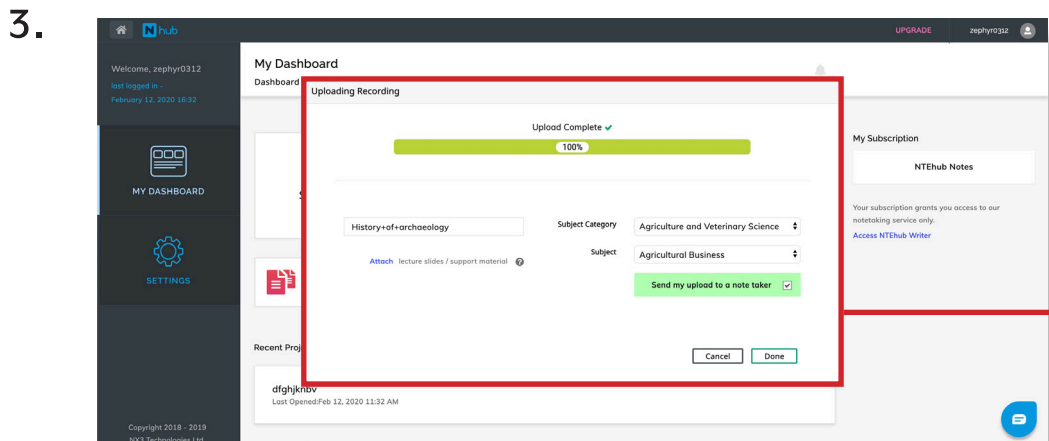 3.
N hub
UPGRADE
zephyr0312
Welcome, zephyr0312
last logged in -
February 12, 2020 16:32
MY DASHBOARD
SETTINGS
Copyright 2018 - 2019
NX3 Technologies Ltd
My Dashboard
Dashboard
Uploading Recording
Upload Complete ✔
100%
History+of+archaeology
Attach lecture slides / support material ?
Subject Category
Agriculture and Veterinary Science
Subject
Agricultural Business
Send my upload to a note taker
Cancel
Done
Recent Proj
dfghjknbv
Last Opened:Feb 12, 2020 11:32 AM
My Subscription
NTEhub Notes
Your subscription grants you access to our
notetaking service only.
Access NTEhub Writer